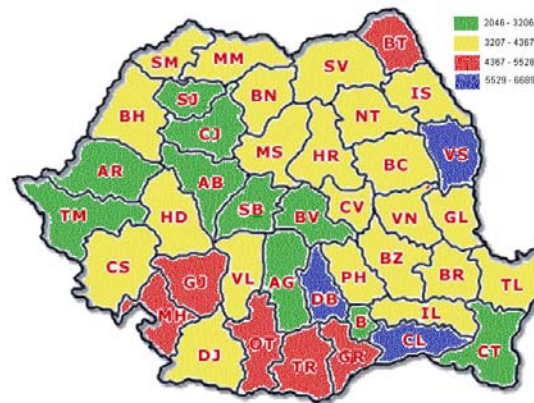 BT
2046 - 3206
3207 - 4367
4367 - 5528
5529 - 6689
SM
MM
SV
IS
SJ
BN
NT
BH
CJ
MS
HR
BC
VS
AR
AB
TM
HD
SB
BV
CV
VN
GL
CS
GJ
VL
AG
DB
PH
BZ
BR
TL
MH
B
IL
DJ
OT
TR
GR
CL
CT